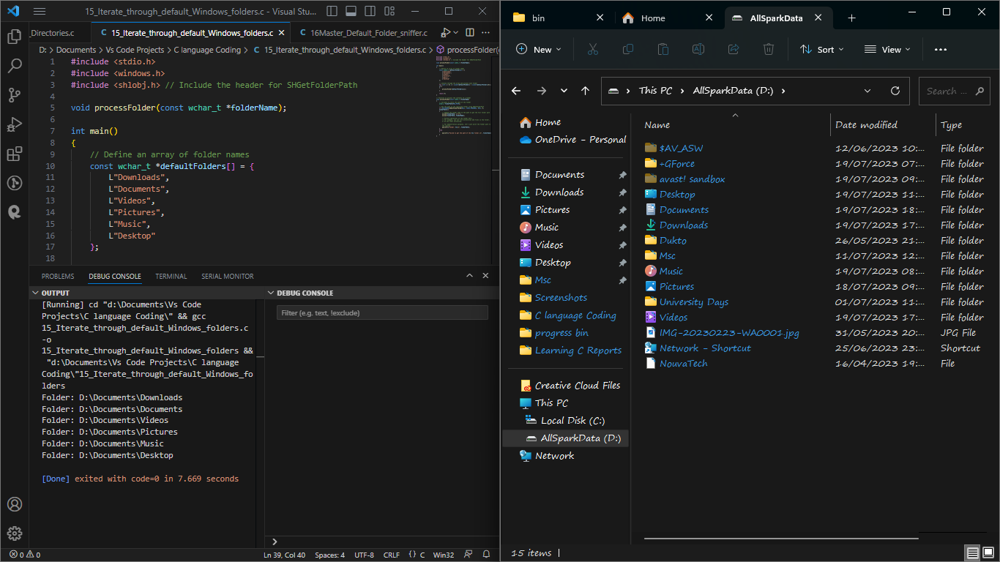 15_Iterate_through_default_Windows_folders.c - Visual Stu...
_Directories.c
C 15_Iterate_through_default_Windows_folders.c
C 16Master_Default_Folder_sniffer.c
D: > Documents > Vs Code Projects > C language Coding > C 15_Iterate_through_default_Windows_folders.c > processFolder(
1 #include <stdio.h>
2 #include <windows.h>
3 #include <shlobj.h> // Include the header for SHGetFolderPath
4
5 void processFolder(const wchar_t *folderName);
6
7 int main()
8 {
9 // Define an array of folder names
10 const wchar_t *defaultFolders[] = {
11 L"Downloads",
12 L"Documents",
13 L"Videos",
14 L"Pictures",
15 L"Music",
16 L"Desktop"
17 };
18
PROBLEMS DEBUG CONSOLE TERMINAL SERIAL MONITOR
OUTPUT
[Running] cd "d:\Documents\Vs Code
Projects\C language Coding\" && gcc
15_Iterate_through_default_Windows_folders.c
-o
15_Iterate_through_default_Windows_folders &&
"d:\Documents\Vs Code Projects\C language
Coding\"15_Iterate_through_default_Windows_fo
lders
Folder: D:\Documents\Downloads
Folder: D:\Documents\Documents
Folder: D:\Documents\Videos
Folder: D:\Documents\Pictures
Folder: D:\Documents\Music
Folder: D:\Documents\Desktop
[Done] exited with code=0 in 7.669 seconds
DEBUG CONSOLE
Filter (e.g. text, !exclude)
0 0 Ln 39, Col 40 Spaces: 4 UTF-8 CRLF {} C Win32
bin
Home
AllSparkData
New
Sort
View
This PC > AllSparkData (D:) >
Search ...
Home
OneDrive - Personal
Documents
Downloads
Pictures
Music
Videos
Desktop
Msc
Screenshots
C language Coding
progress bin
Learning C Reports
Creative Cloud Files
This PC
Local Disk (C:)
AllSparkData (D:)
Network
Name Date modified Type
$AV_ASW 12/06/2023 10:... File folder
+GForce 19/07/2023 07:... File folder
avast! sandbox 19/07/2023 09:... File folder
Desktop 19/07/2023 11:... File folder
Documents 19/07/2023 18:... File folder
Downloads 19/07/2023 17:... File folder
Dukto 26/05/2023 21:... File folder
Msc 11/07/2023 12:... File folder
Music 19/07/2023 08:... File folder
Pictures 18/07/2023 09:... File folder
University Days 01/07/2023 11:... File folder
Videos 19/07/2023 17:... File folder
IMG-20230223-WA0001.jpg 31/05/2023 20:... JPG File
Network - Shortcut 25/06/2023 23:... Shortcut
NouvaTech 16/04/2023 19:... File
15 items